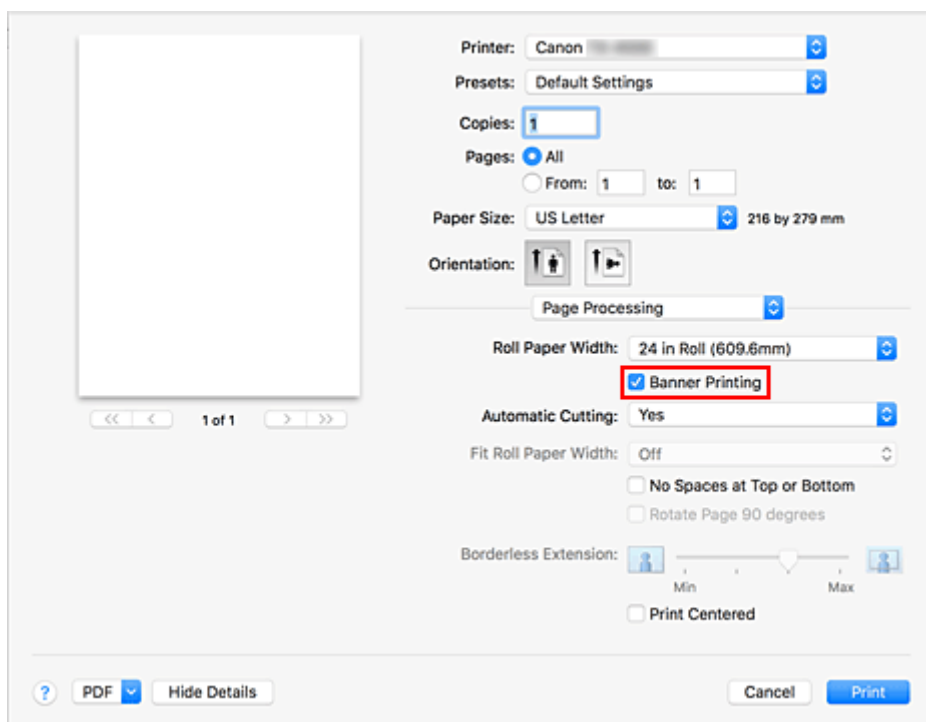 Printer: Canon
Presets: Default Settings
Copies: 1
Pages: All
From: 1 to: 1
Paper Size: US Letter 216 by 279 mm
Orientation:
Page Processing
Roll Paper Width: 24 in Roll (609.6mm)
Banner Printing
<< < 1 of 1 > >>
Automatic Cutting: Yes
Fit Roll Paper Width: Off
No Spaces at Top or Bottom
Rotate Page 90 degrees
Borderless Extension:
Min Max
Print Centered
? PDF Hide Details Cancel Print